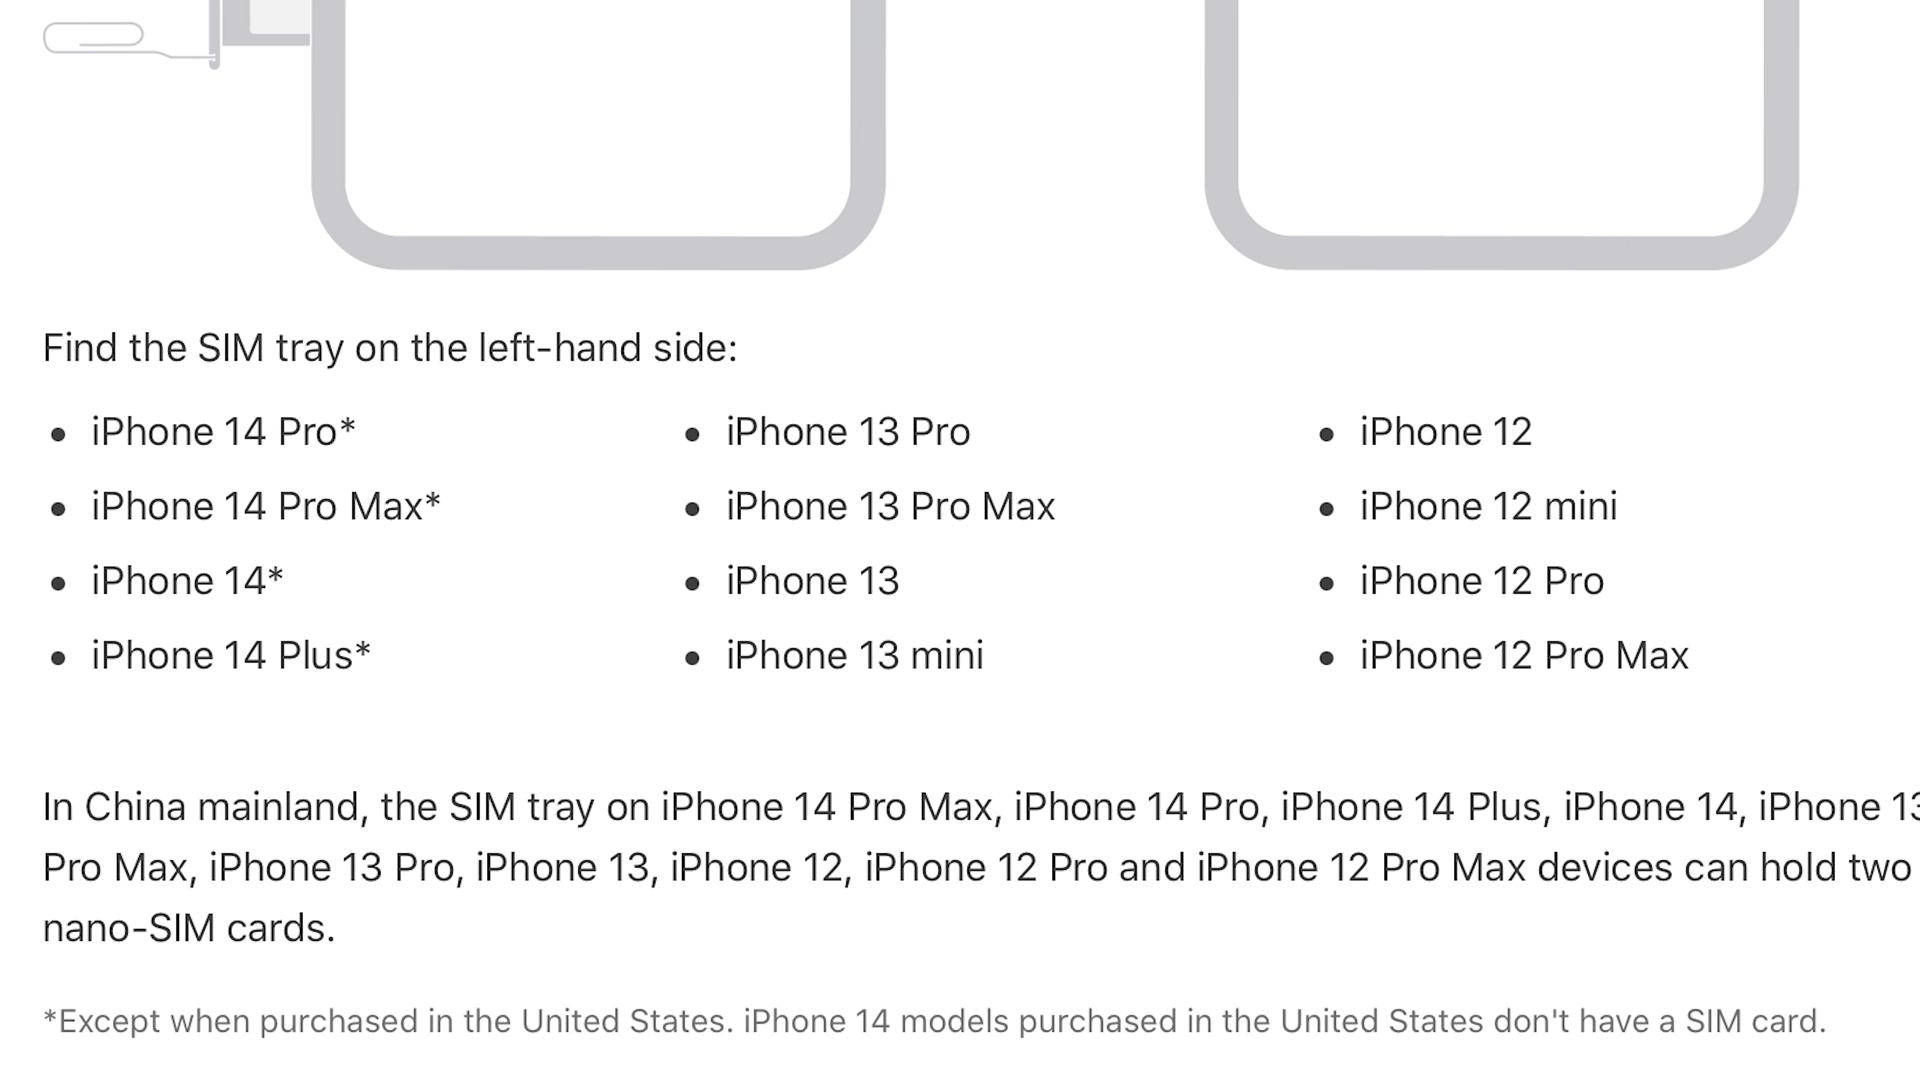 Find the SIM tray on the left-hand side:
• iPhone 14 Pro*
• iPhone 14 Pro Max*
• iPhone 14*
• iPhone 14 Plus*
• iPhone 13 Pro
• iPhone 13 Pro Max
• iPhone 13
• iPhone 13 mini
• iPhone 12
• iPhone 12 mini
• iPhone 12 Pro
• iPhone 12 Pro Max
In China mainland, the SIM tray on iPhone 14 Pro Max, iPhone 14 Pro, iPhone 14 Plus, iPhone 14, iPhone 13
Pro Max, iPhone 13 Pro, iPhone 13, iPhone 12, iPhone 12 Pro and iPhone 12 Pro Max devices can hold two
nano-SIM cards.
*Except when purchased in the United States. iPhone 14 models purchased in the United States don't have a SIM card.